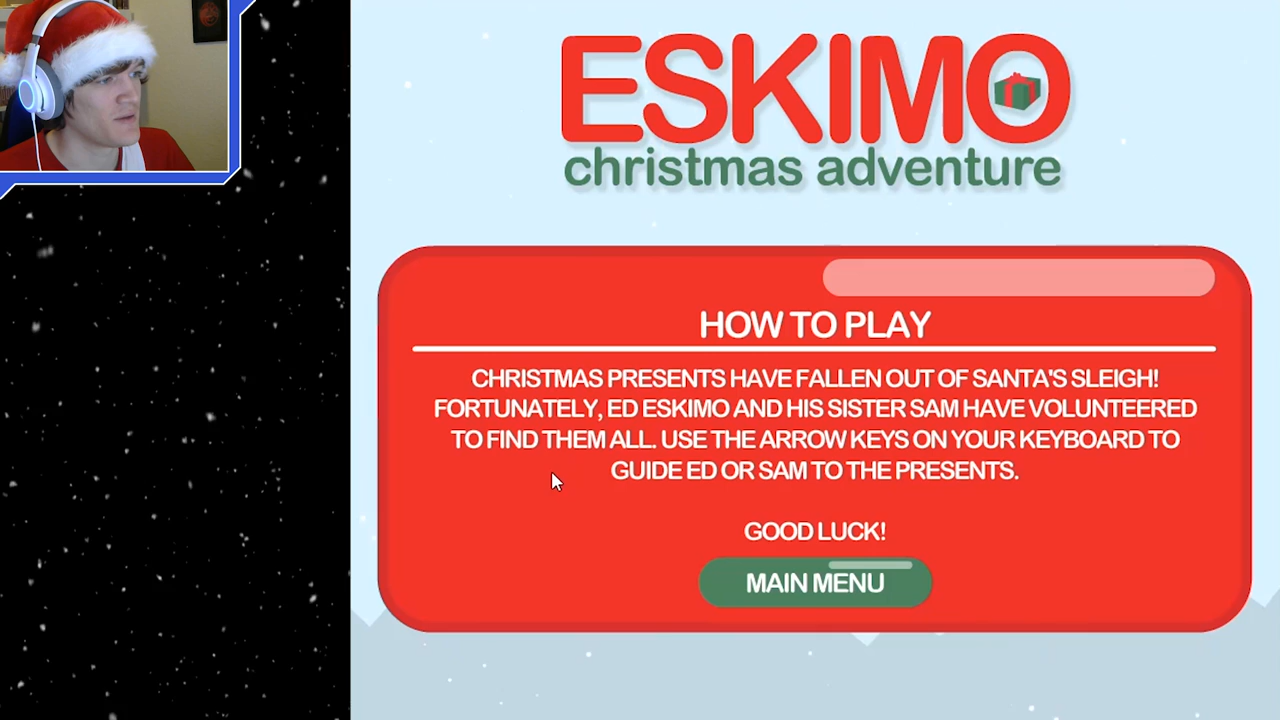 ESKIMO
christmas adventure
HOW TO PLAY
CHRISTMAS PRESENTS HAVE FALLEN OUT OF SANTA'S SLEIGH!
FORTUNATELY, ED ESKIMO AND HIS SISTER SAM HAVE VOLUNTEERED
TO FIND THEM ALL. USE THE ARROW KEYS ON YOUR KEYBOARD TO
GUIDE ED OR SAM TO THE PRESENTS.
GOOD LUCK!
MAIN MENU